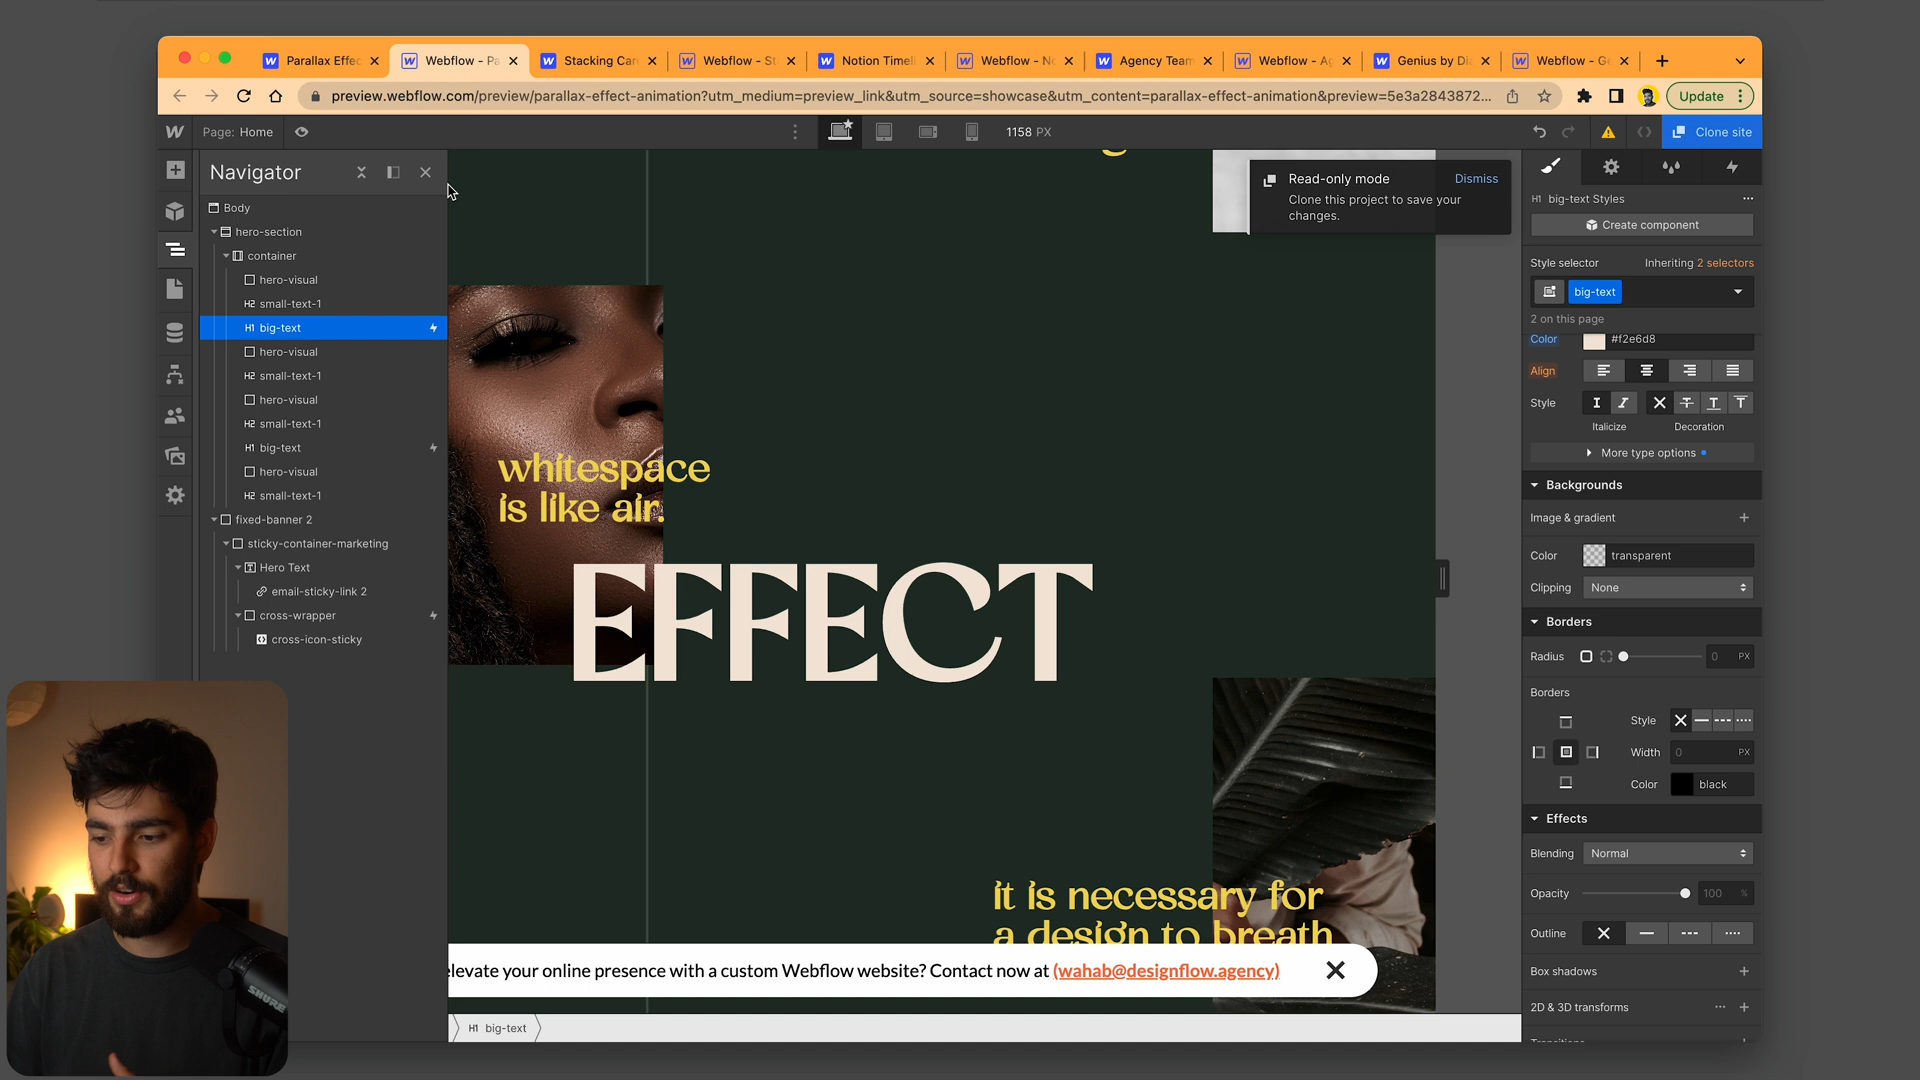 Parallax Effec
Webflow - Pa
Stacking Car
Webflow - St
Notion Timeli
Webflow - No
Agency Team
Webflow - Ag
Genius by Di
Webflow - Ge
preview.webflow.com/preview/parallax-effect-animation?utm_medium=preview_link&utm_source=showcase&utm_content=parallax-effect-animation&preview=5e3a2843872...
Update
Page: Home
1158 PX
Clone site
Navigator
Body
hero-section
container
hero-visual
H2 small-text-1
H1 big-text
hero-visual
H2 small-text-1
hero-visual
H2 small-text-1
H1 big-text
hero-visual
H2 small-text-1
fixed-banner 2
sticky-container-marketing
Hero Text
email-sticky-link 2
cross-wrapper
cross-icon-sticky
Read-only mode
Dismiss
Clone this project to save your
changes.
whitespace
is like air.
EFFECT
it is necessary for
a design to breath
elevate your online presence with a custom Webflow website? Contact now at (wahab@designflow.agency)
H1 big-text
H1 big-text Styles
Create component
Style selector
Inheriting 2 selectors
big-text
2 on this page
Color #f2e6d8
Align
Style
Italicize
Decoration
More type options
Backgrounds
Image & gradient
Color transparent
Clipping None
Borders
Radius 0 PX
Borders
Style
Width 0 PX
Color black
Effects
Blending Normal
Opacity 100 %
Outline
Box shadows
2D & 3D transforms
SHURE